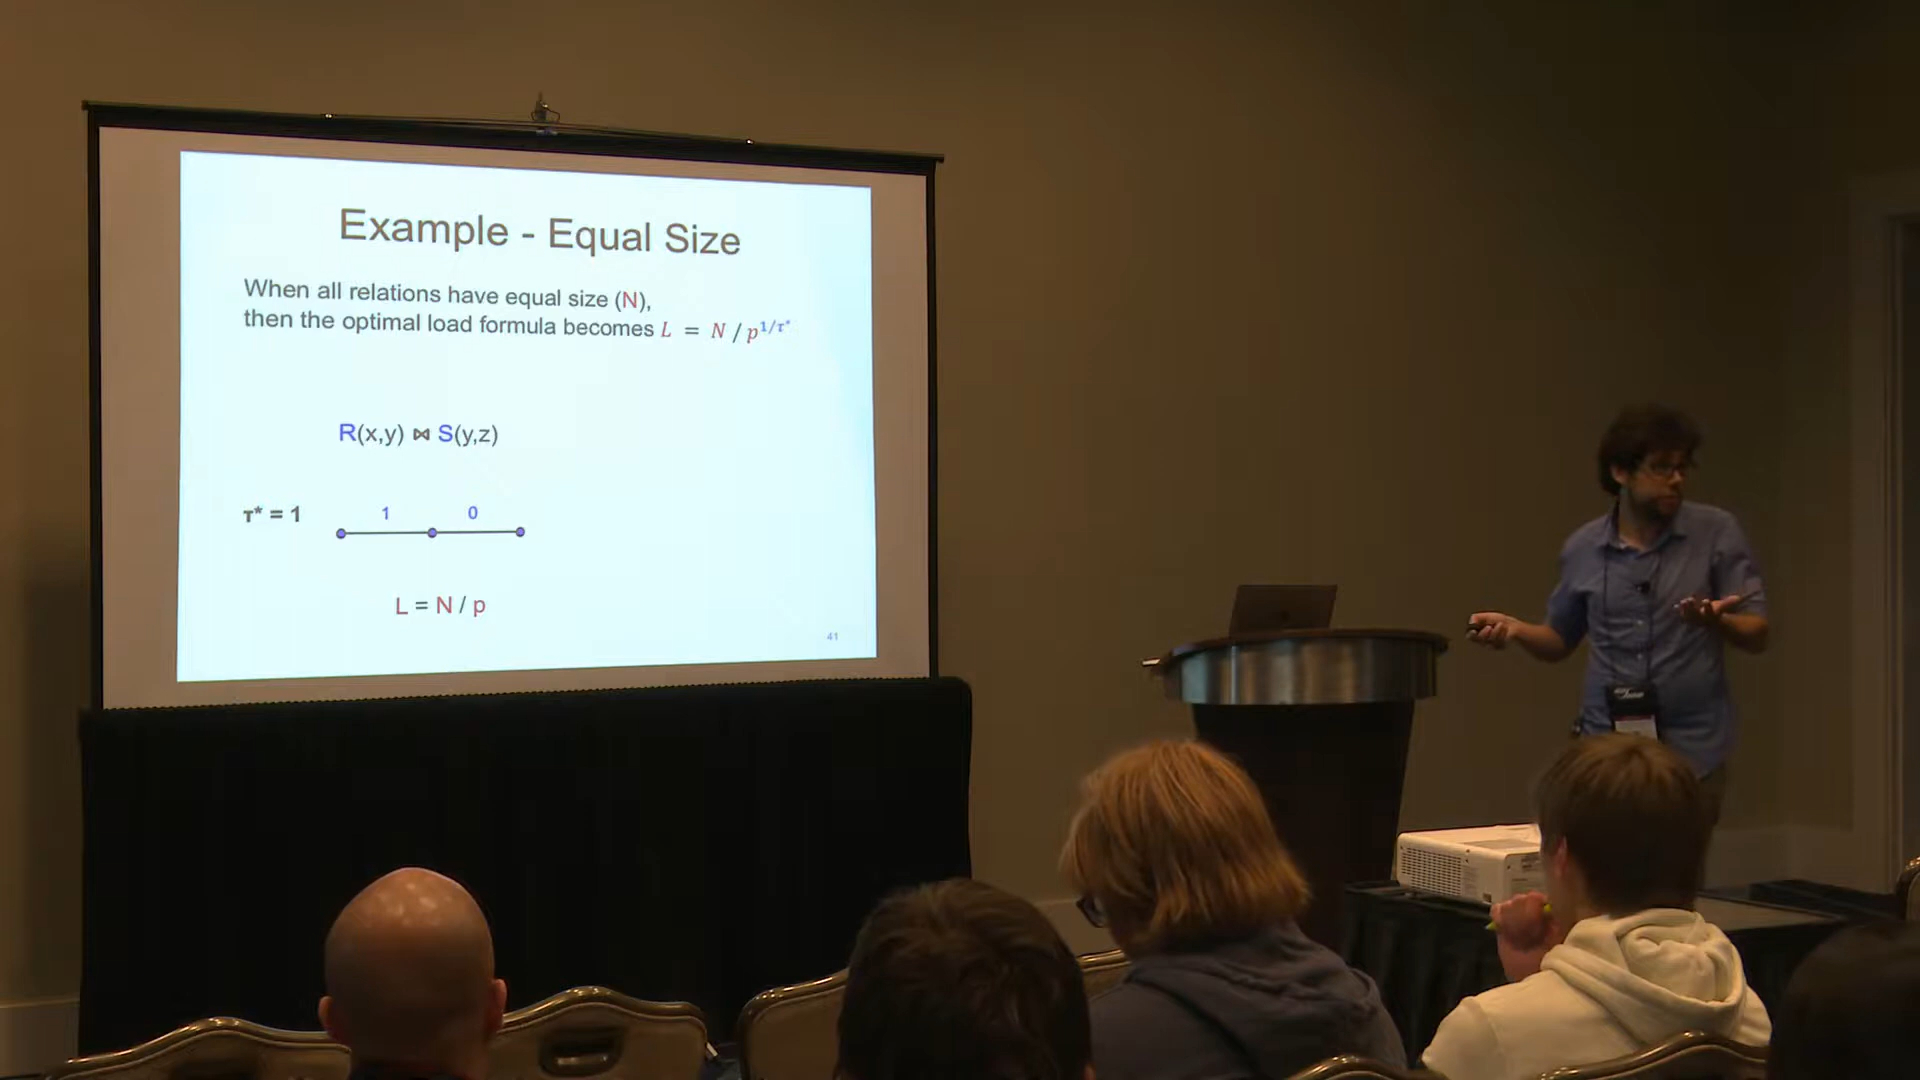 Example - Equal Size
When all relations have equal size (N),
then the optimal load formula becomes L = N / p^{1/τ*}
R(x,y) ⋈ S(y,z)
τ* = 1
1 0
L = N / p
41